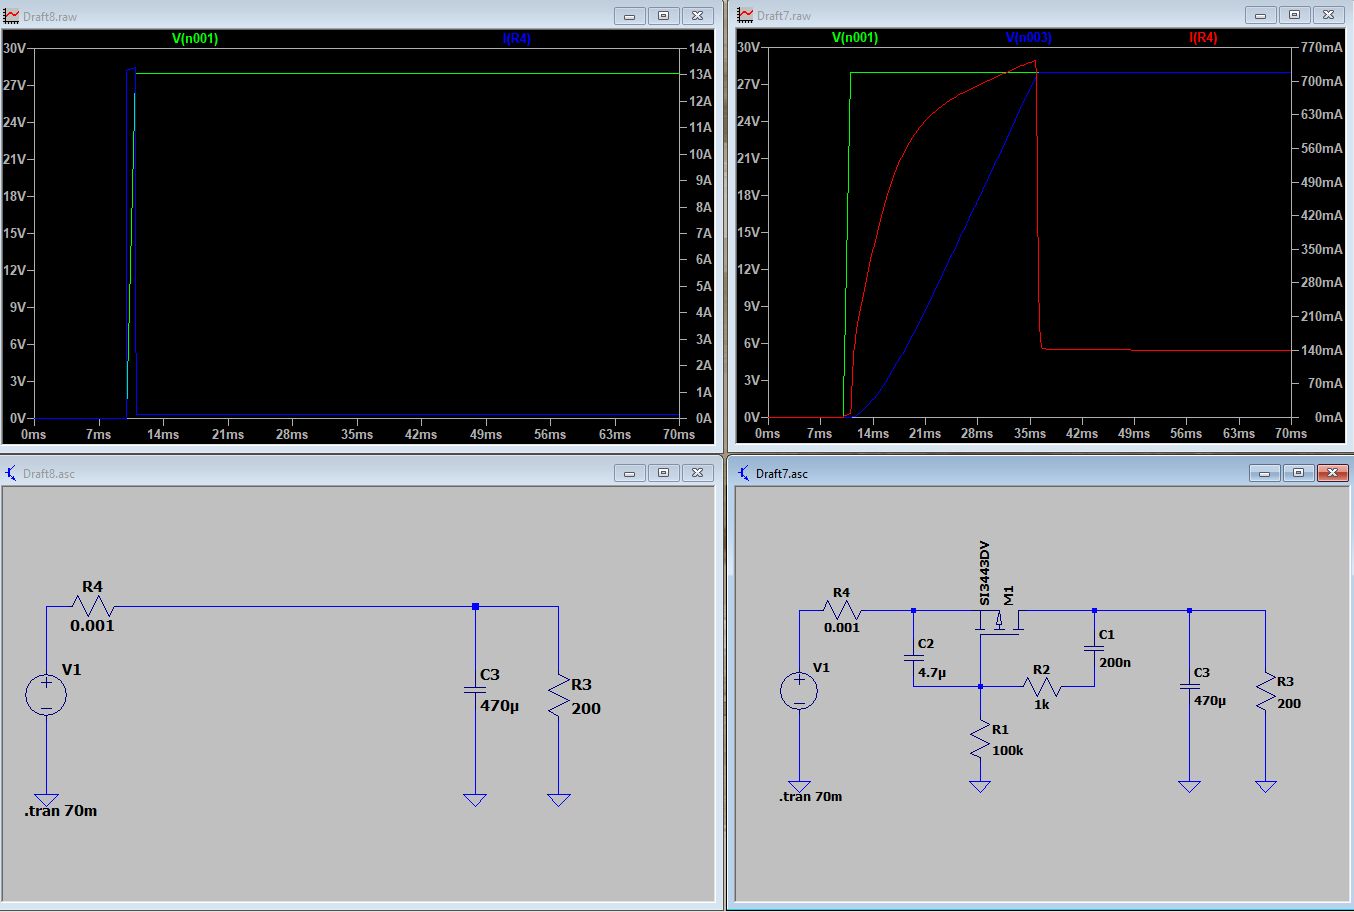 Draft8.raw
V(n001) I(R4)
30V 14A
27V 13A
24V 12A
21V 11A
18V 10A
15V 9A
12V 8A
9V 7A
6V 6A
3V 5A
0V 4A
3A
2A
1A
0A
0ms 7ms 14ms 21ms 28ms 35ms 42ms 49ms 56ms 63ms 70ms
Draft7.raw
V(n001) V(n003) I(R4)
30V 770mA
27V 700mA
24V 630mA
21V 560mA
18V 490mA
15V 420mA
12V 350mA
9V 280mA
6V 210mA
3V 140mA
0V 70mA
0mA
0ms 7ms 14ms 21ms 28ms 35ms 42ms 49ms 56ms 63ms 70ms
Draft8.asc
R4
0.001
V1
C3
470µ
R3
200
.tran 70m
Draft7.asc
SI3443DV
M1
R4
0.001
C2
4.7µ
C1
200n
V1
R2
1k
C3
470µ
R3
200
R1
100k
.tran 70m